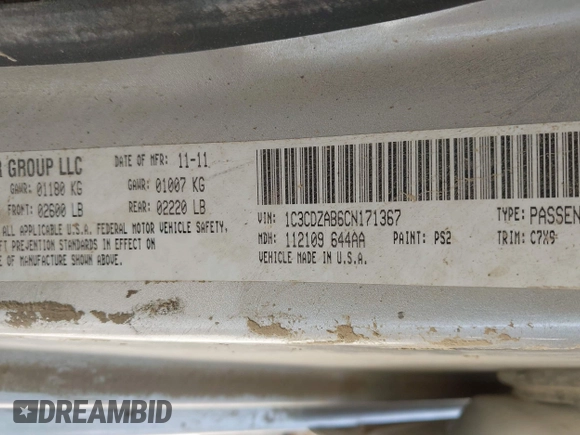 R GROUP LLC
DATE OF MFR: 11-11
GAWR: 01180 KG
GAWR: 01007 KG
FRONT: 02600 LB
REAR: 02220 LB
ALL APPLICABLE U.S.A. FEDERAL MOTOR VEHICLE SAFETY,
FT PREVENTION STANDARDS IN EFFECT ON
E OF MANUFACTURE SHOWN ABOVE.
VIN: 1C3CDZAB6CN171367
TYPE: PASSEN
MDH: 112109 644AA
PAINT: PS2
TRIM: C7X9
VEHICLE MADE IN U.S.A.
DREAMBID